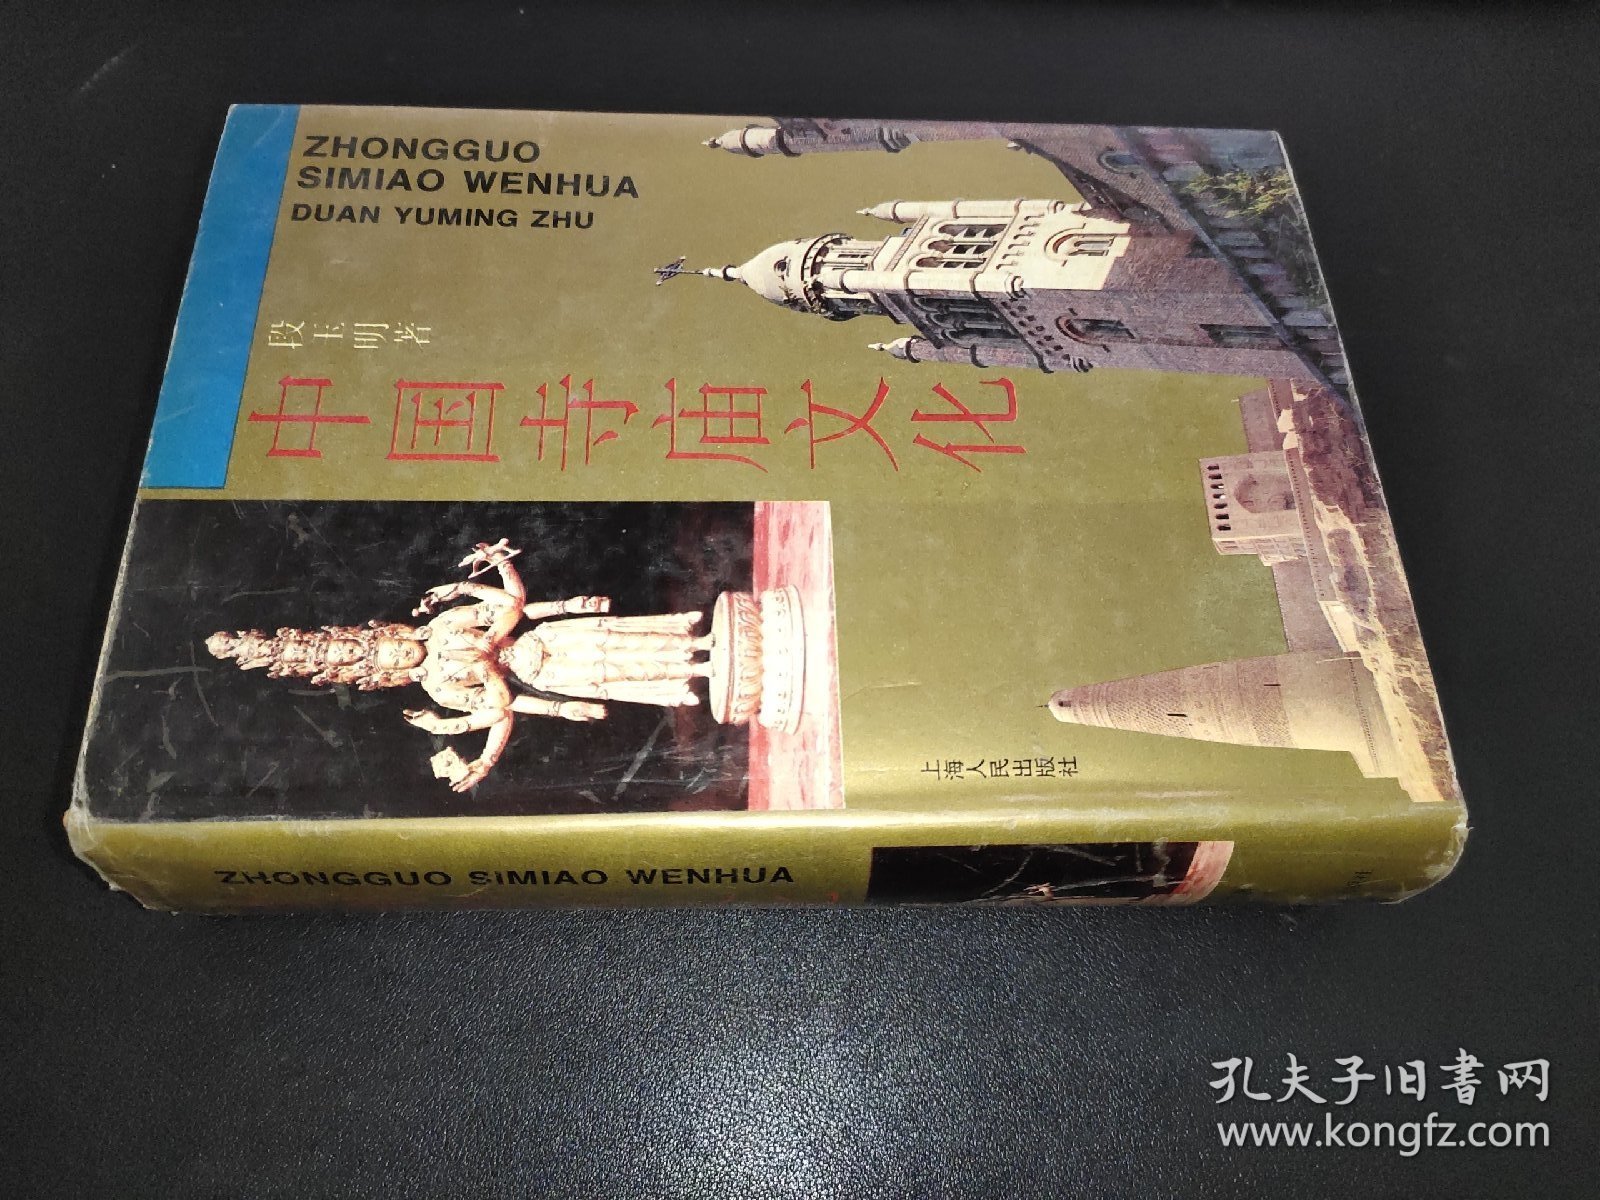 ZHONGGUO
SIMIAO WENHUA
DUAN YUMING ZHU
段玉明著
中国寺庙文化
上海人民出版社
ZHONGGUO SIMIAO WENHUA
孔夫子旧书网
www.kongfz.com